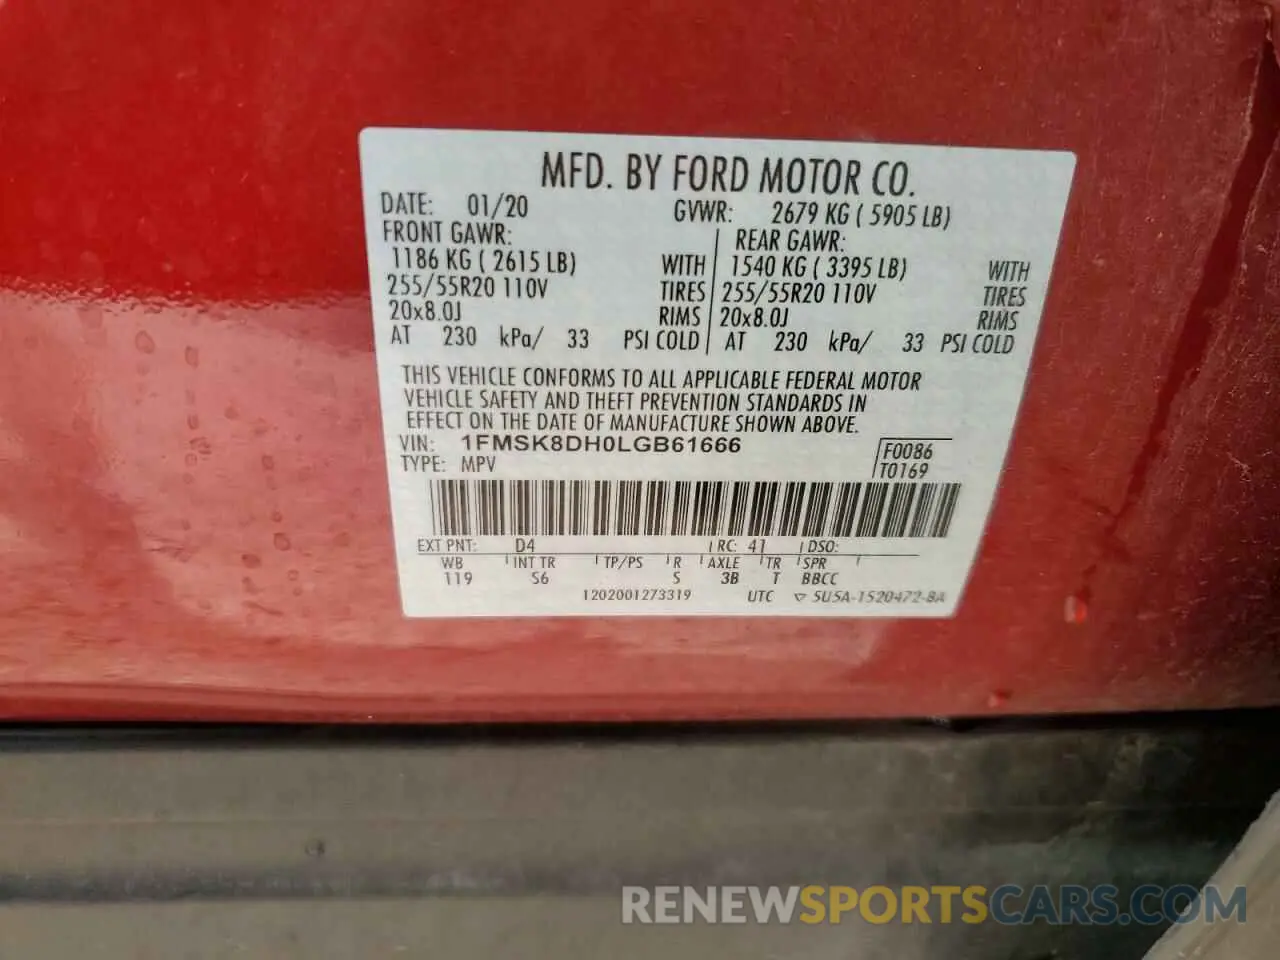 MFD. BY FORD MOTOR CO.
DATE: 01/20 GVWR: 2679 KG ( 5905 LB)
FRONT GAWR: REAR GAWR:
1186 KG ( 2615 LB) WITH 1540 KG ( 3395 LB) WITH
255/55R20 110V TIRES 255/55R20 110V TIRES
20x8.0J RIMS 20x8.0J RIMS
AT 230 kPa/ 33 PSI COLD AT 230 kPa/ 33 PSI COLD
THIS VEHICLE CONFORMS TO ALL APPLICABLE FEDERAL MOTOR
VEHICLE SAFETY AND THEFT PREVENTION STANDARDS IN
EFFECT ON THE DATE OF MANUFACTURE SHOWN ABOVE.
VIN: 1FMSK8DH0LGB61666 F0086
TYPE: MPV T0169
EXT PNT: D4 RC: 41 DSO:
WB INT TR TP/PS R AXLE TR SPR
119 S6 S 3B T BBCC
1202001273319 UTC ▽ 5U5A-1520472-BA
RENEWSPORTSCARS.COM